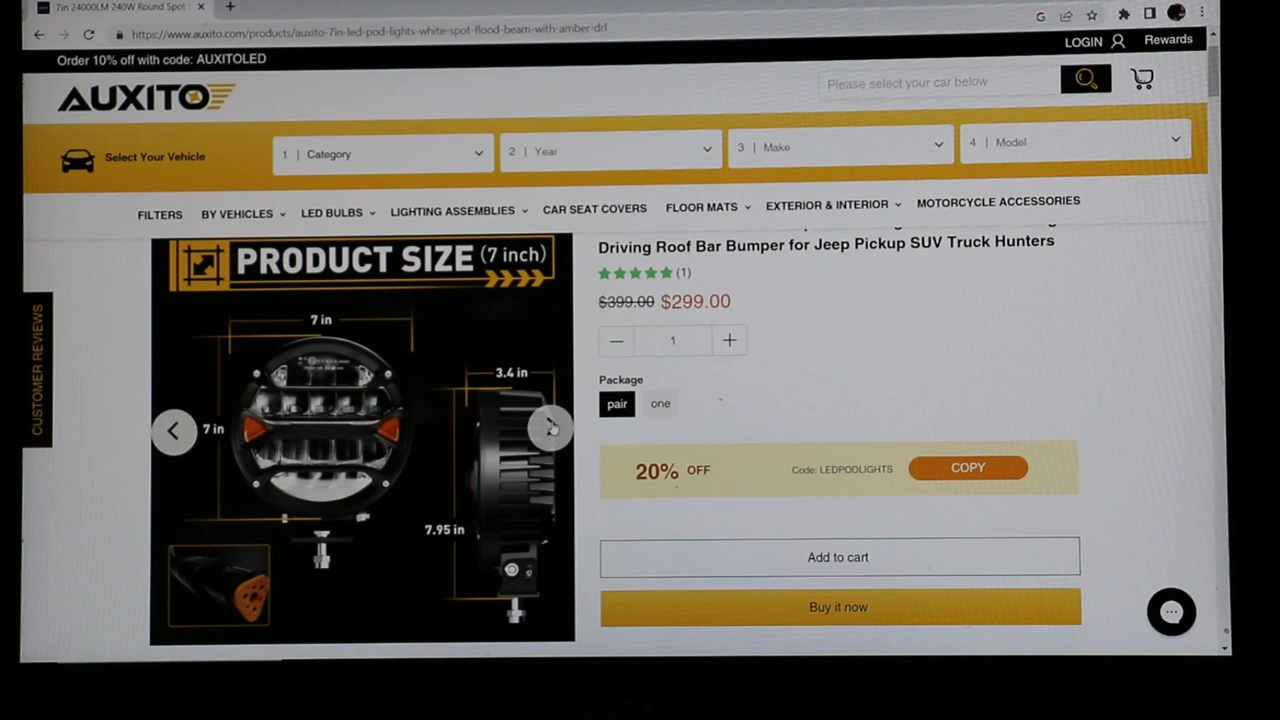 7in 24000LM 240W Round Spot
https://www.auxito.com/products/auxito-7in-led-pod-lights-white-spot-flood-beam-with-amber-drl
Order 10% off with code: AUXITOLED
LOGIN Rewards
AUXITO
Please select your car below
Select Your Vehicle
1 | Category
2 | Year
3 | Make
4 | Model
FILTERS BY VEHICLES LED BULBS LIGHTING ASSEMBLIES CAR SEAT COVERS FLOOR MATS EXTERIOR & INTERIOR MOTORCYCLE ACCESSORIES
CUSTOMER REVIEWS
PRODUCT SIZE (7 inch)
7 in
3.4 in
7 in
7.95 in
Driving Roof Bar Bumper for Jeep Pickup SUV Truck Hunters
(1)
$399.00 $299.00
— 1 +
Package
pair one
20% OFF Code: LEDPODLIGHTS COPY
Add to cart
Buy it now